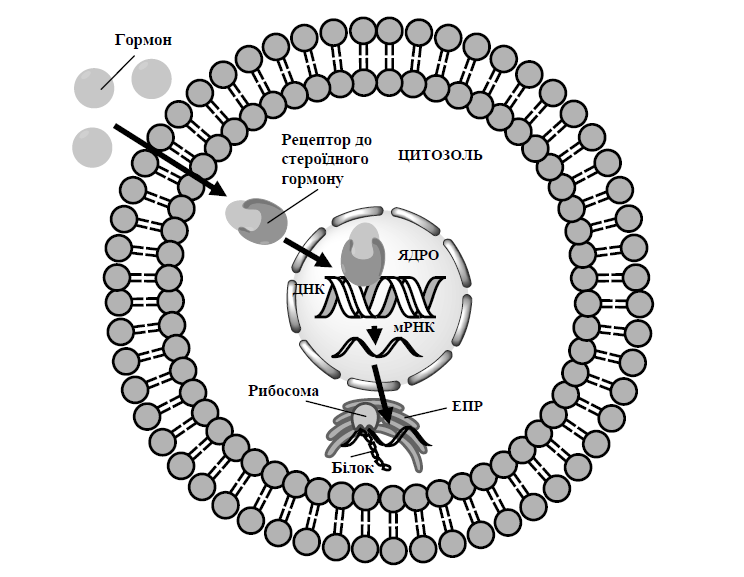 Гормон
Рецептор до
стероїдного
гормону
ЦИТОЗОЛЬ
ЯДРО
ДНК
мРНК
Рибосома
ЕПР
Білок